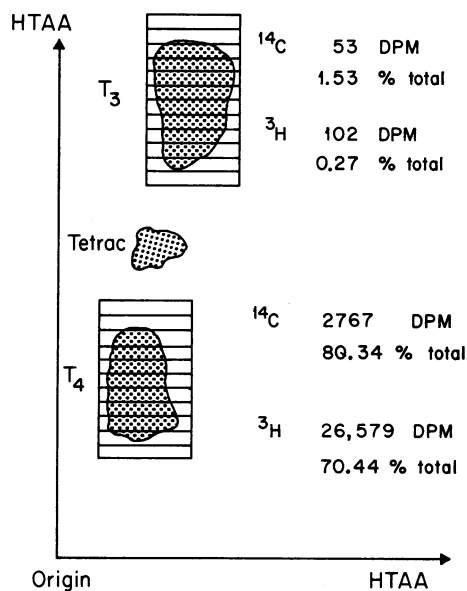 HTAA
¹⁴C 53 DPM
1.53 % total
T₃
³H 102 DPM
0.27 % total
Tetrac
¹⁴C 2767 DPM
80.34 % total
T₄
³H 26,579 DPM
70.44 % total
Origin HTAA